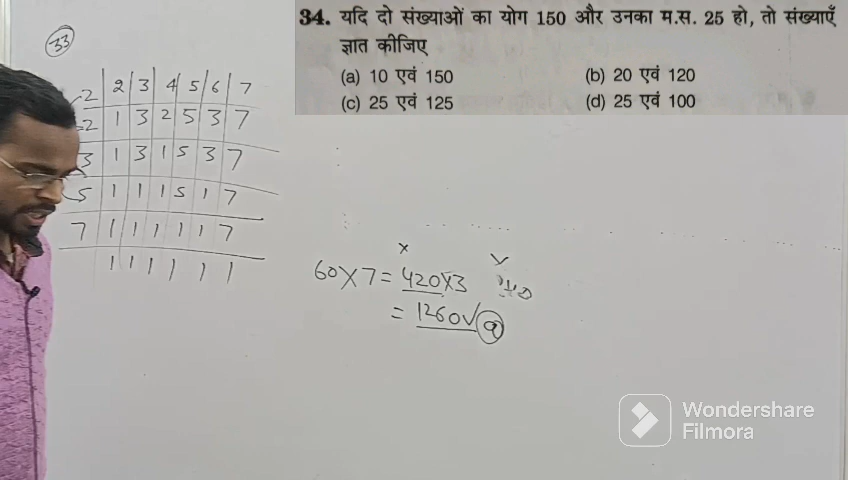 34. यदि दो संख्याओं का योग 150 और उनका म.स. 25 हो, तो संख्याएँ
ज्ञात कीजिए
(a) 10 एवं 150 (b) 20 एवं 120
(c) 25 एवं 125 (d) 25 एवं 100
33
2 2 3 4 5 6 7
2 1 3 2 5 3 7
3 1 3 1 5 3 7
5 1 1 1 5 1 7
7 1 1 1 1 1 7
1 1 1 1 1 1
60×7 = 420×3
= 1260√ a
Wondershare
Filmora